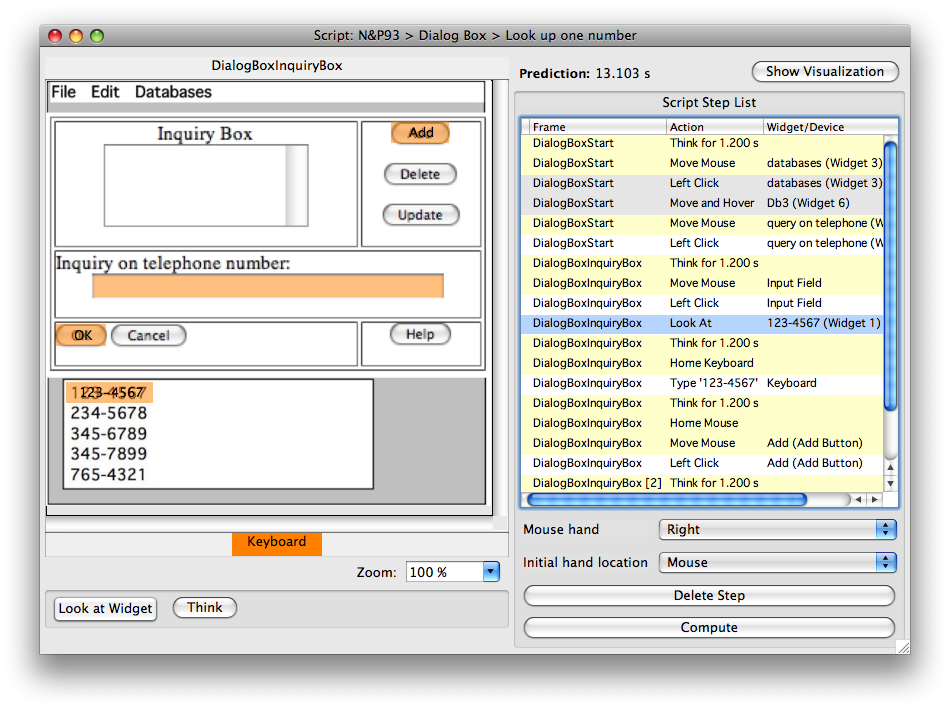 Script: N&P93 > Dialog Box > Look up one number
DialogBoxInquiryBox
File Edit Databases
Inquiry Box
Add
Delete
Update
Inquiry on telephone number:
OK Cancel
Help
123-4567
234-5678
345-6789
345-7899
765-4321
Keyboard
Zoom: 100 %
Look at Widget Think
Prediction: 13.103 s
Show Visualization
Script Step List
Frame Action Widget/Device
DialogBoxStart Think for 1.200 s
DialogBoxStart Move Mouse databases (Widget 3)
DialogBoxStart Left Click databases (Widget 3)
DialogBoxStart Move and Hover Db3 (Widget 6)
DialogBoxStart Move Mouse query on telephone (W
DialogBoxStart Left Click query on telephone (W
DialogBoxInquiryBox Think for 1.200 s
DialogBoxInquiryBox Move Mouse Input Field
DialogBoxInquiryBox Left Click Input Field
DialogBoxInquiryBox Look At 123-4567 (Widget 1)
DialogBoxInquiryBox Think for 1.200 s
DialogBoxInquiryBox Home Keyboard
DialogBoxInquiryBox Type '123-4567' Keyboard
DialogBoxInquiryBox Think for 1.200 s
DialogBoxInquiryBox Home Mouse
DialogBoxInquiryBox Move Mouse Add (Add Button)
DialogBoxInquiryBox Left Click Add (Add Button)
DialogBoxInquiryBox [2] Think for 1.200 s
Mouse hand Right
Initial hand location Mouse
Delete Step
Compute